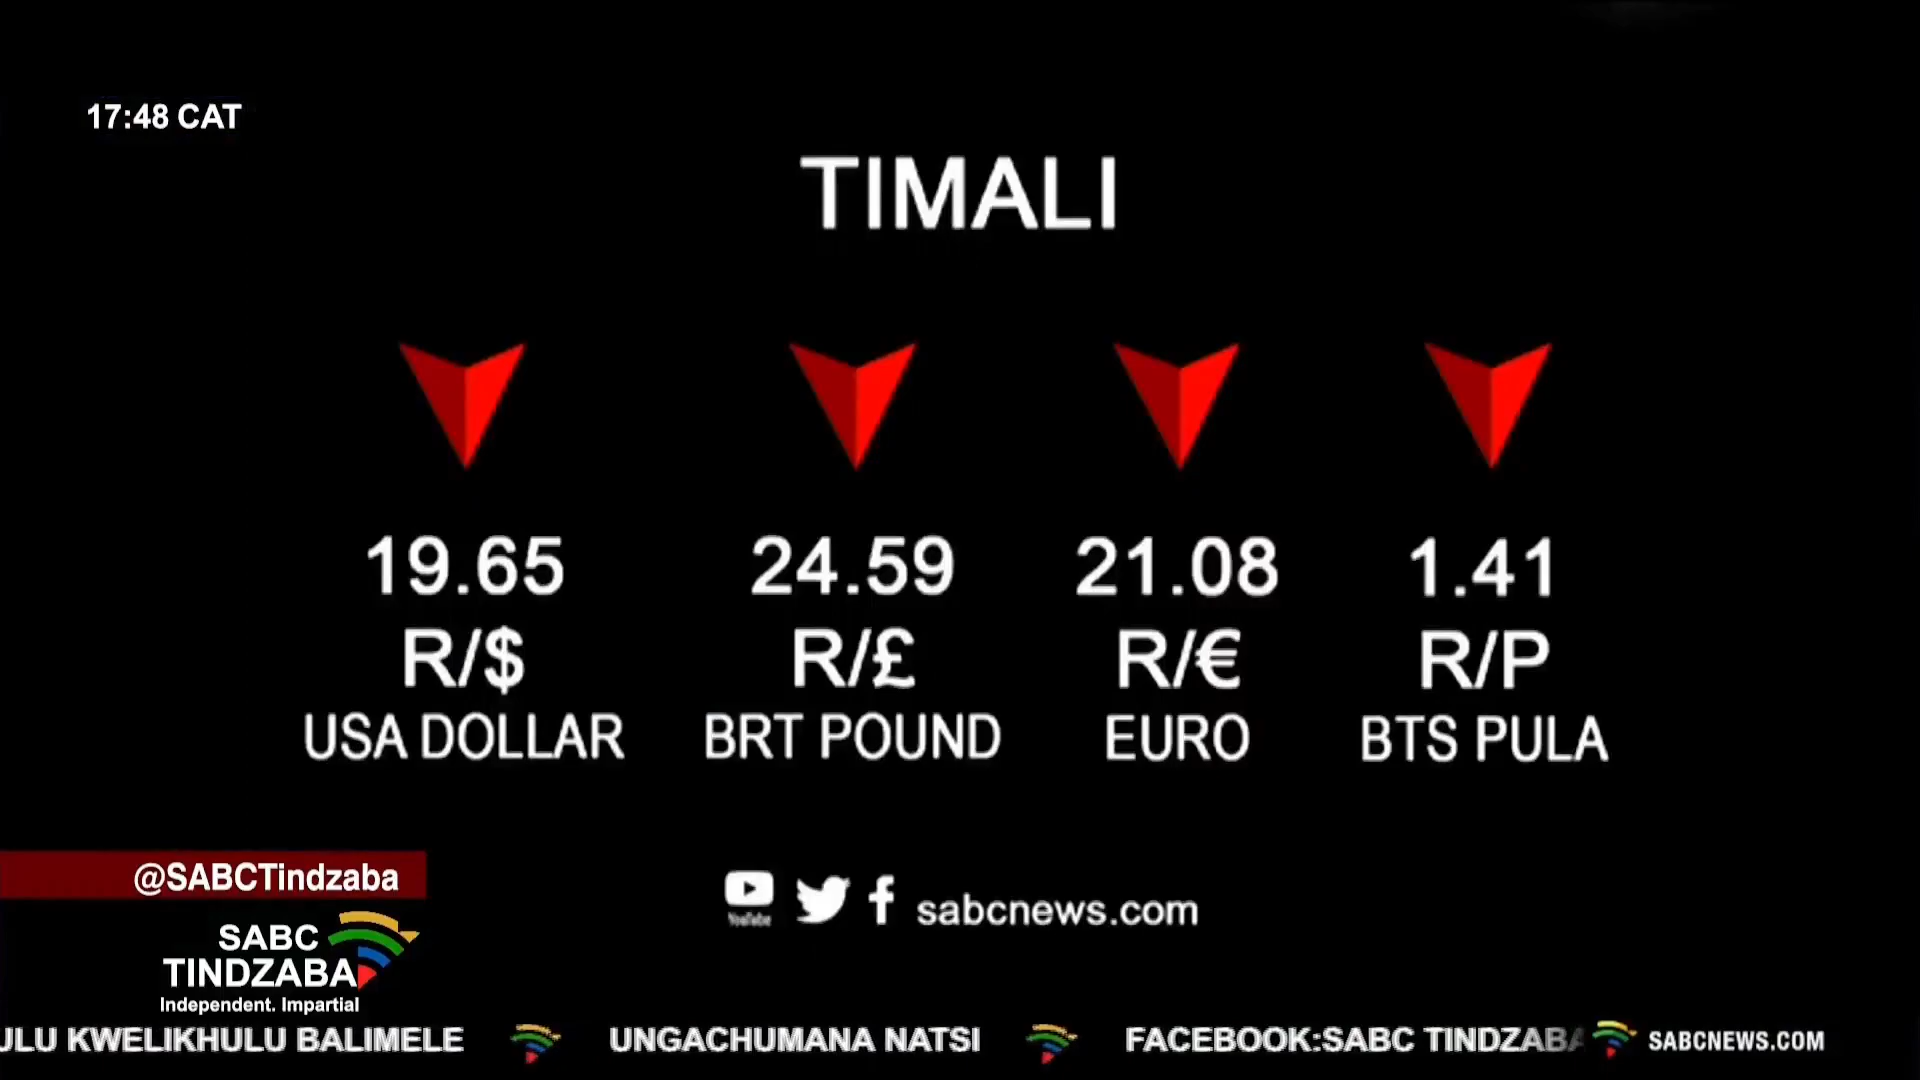 17:48 CAT
TIMALI
19.65 24.59 21.08 1.41
R/$ R/£ R/€ R/P
USA DOLLAR BRT POUND EURO BTS PULA
@SABCTindzaba
YouTube sabcnews.com
SABC
TINDZABA
Independent. Impartial
ULU KWELIKHULU BALIMELE UNGACHUMANA NATSI FACEBOOK:SABC TINDZABA SABCNEWS.COM